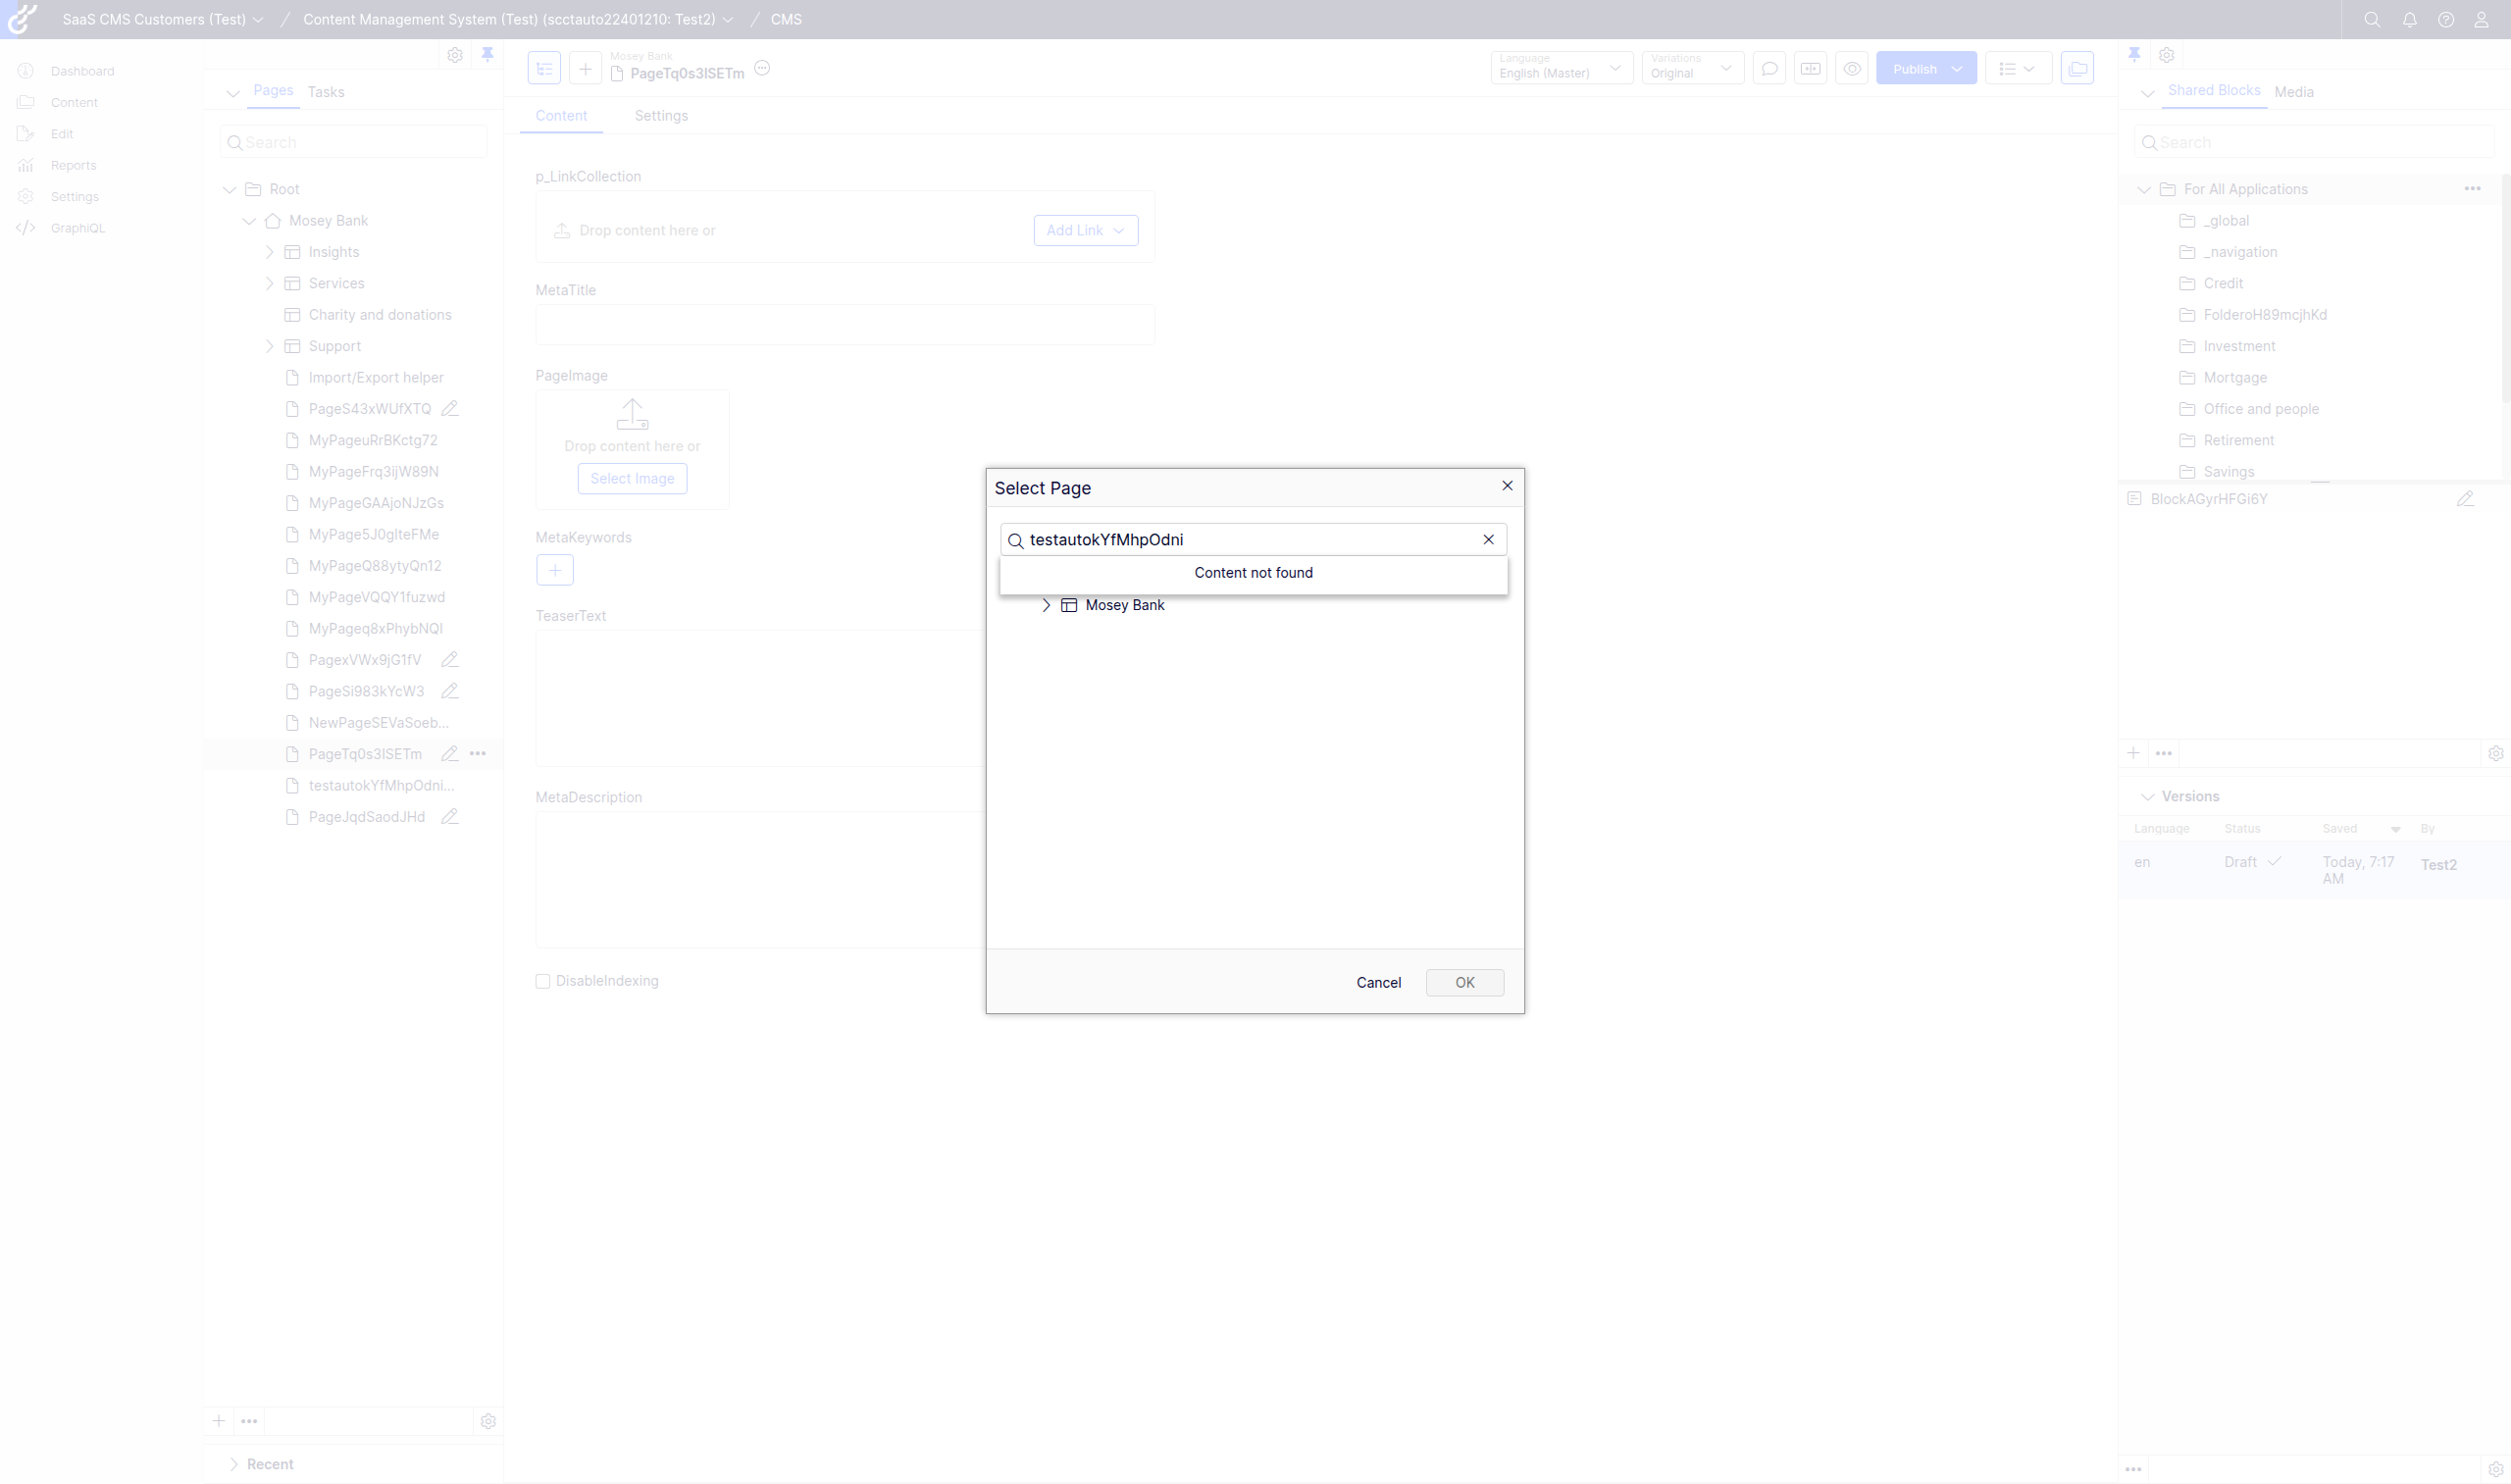 SaaS CMS Customers (Test) / Content Management System (Test) (scctauto22401210: Test2) / CMS
Dashboard
Content
Edit
Reports
Settings
GraphiQL
Pages Tasks
Search
Root
Mosey Bank
Insights
Services
Charity and donations
Support
Import/Export helper
PageS43xWUfXTQ
MyPageuRrBKctg72
MyPageFrq3ijW89N
MyPageGAAjoNJzGs
MyPage5J0glteFMe
MyPageQ88ytyQn12
MyPageVQQY1fuzwd
MyPageq8xPhybNQI
PagexVWx9jG1fV
PageSi983kYcW3
NewPageSEVaSoeb...
PageTq0s3ISETm
testautokYfMhpOdni...
PageJqdSaodJHd
Recent
Mosey Bank
PageTq0s3ISETm
Language
English (Master)
Variations
Original
Publish
Content Settings
p_LinkCollection
Drop content here or
Add Link
MetaTitle
PageImage
Drop content here or
Select Image
MetaKeywords
TeaserText
MetaDescription
DisableIndexing
Select Page
testautokYfMhpOdni
Content not found
Mosey Bank
Cancel OK
Shared Blocks Media
Search
For All Applications
_global
_navigation
Credit
FolderoH89mcjhKd
Investment
Mortgage
Office and people
Retirement
Savings
BlockAGyrHFGi6Y
Versions
Language Status Saved By
en Draft Today, 7:17 AM Test2